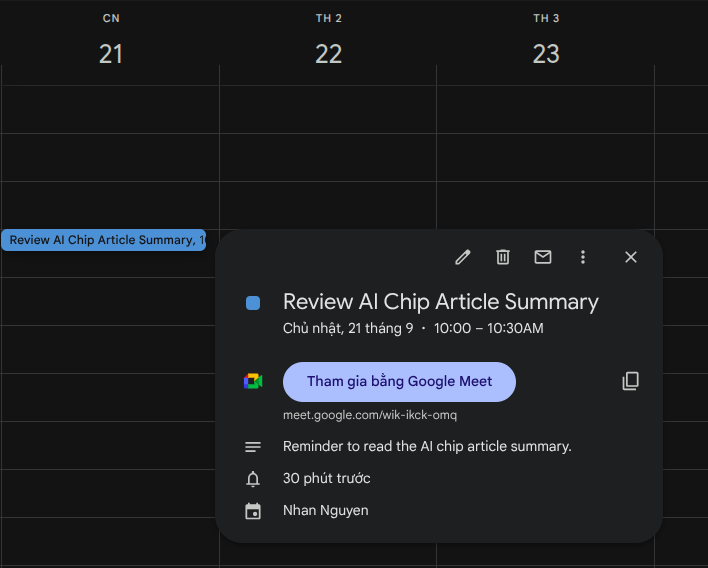 CN
21
TH 2
22
TH 3
23
Review AI Chip Article Summary, 1
Review AI Chip Article Summary
Chủ nhật, 21 tháng 9 · 10:00 – 10:30AM
Tham gia bằng Google Meet
meet.google.com/wik-ikck-omq
Reminder to read the AI chip article summary.
30 phút trước
Nhan Nguyen